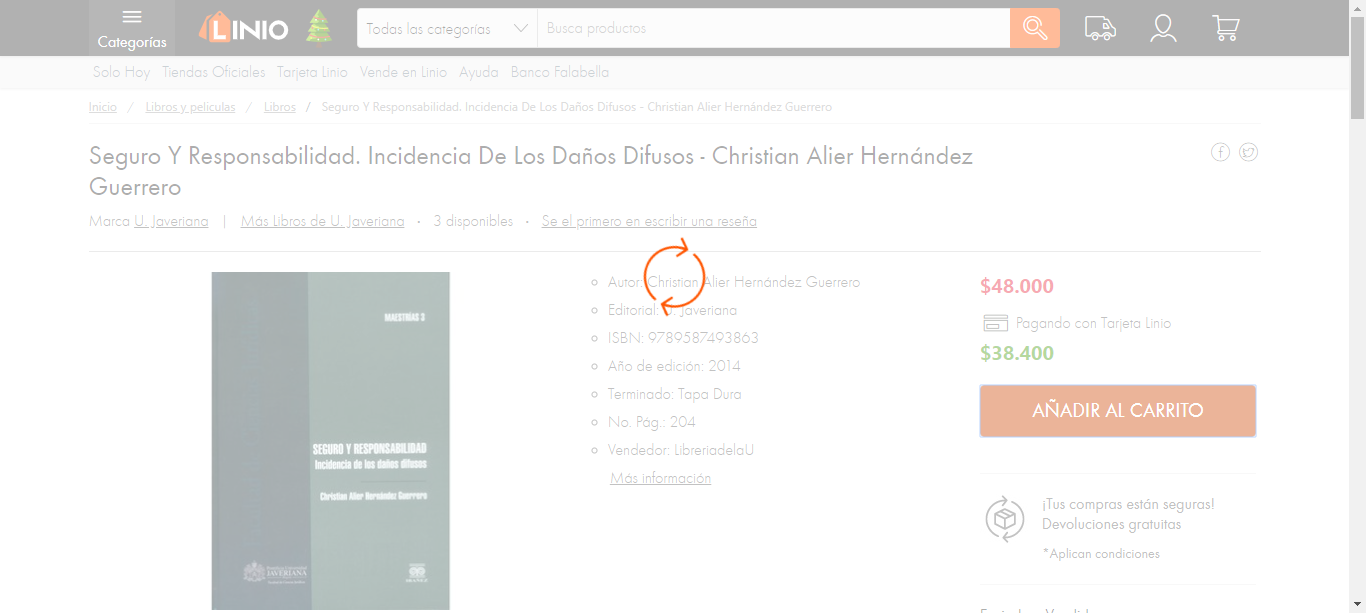 Categorías
LINIO
Todas las categorías
Busca productos
Solo Hoy Tiendas Oficiales Tarjeta Linio Vende en Linio Ayuda Banco Falabella
Inicio / Libros y peliculas / Libros / Seguro Y Responsabilidad. Incidencia De Los Daños Difusos - Christian Alier Hernández Guerrero
Seguro Y Responsabilidad. Incidencia De Los Daños Difusos - Christian Alier Hernández
Guerrero
Marca U. Javeriana | Más Libros de U. Javeriana · 3 disponibles · Se el primero en escribir una reseña
MAESTRÍAS 3
SEGURO Y RESPONSABILIDAD
Incidencia de los daños difusos
Christian Alier Hernández Guerrero
JAVERIANA
Autor: Christian Alier Hernández Guerrero
Editorial: U. Javeriana
ISBN: 9789587493863
Año de edición: 2014
Terminado: Tapa Dura
No. Pág.: 204
Vendedor: LibreriadelaU
Más información
$48.000
Pagando con Tarjeta Linio
$38.400
AÑADIR AL CARRITO
¡Tus compras están seguras!
Devoluciones gratuitas
*Aplican condiciones